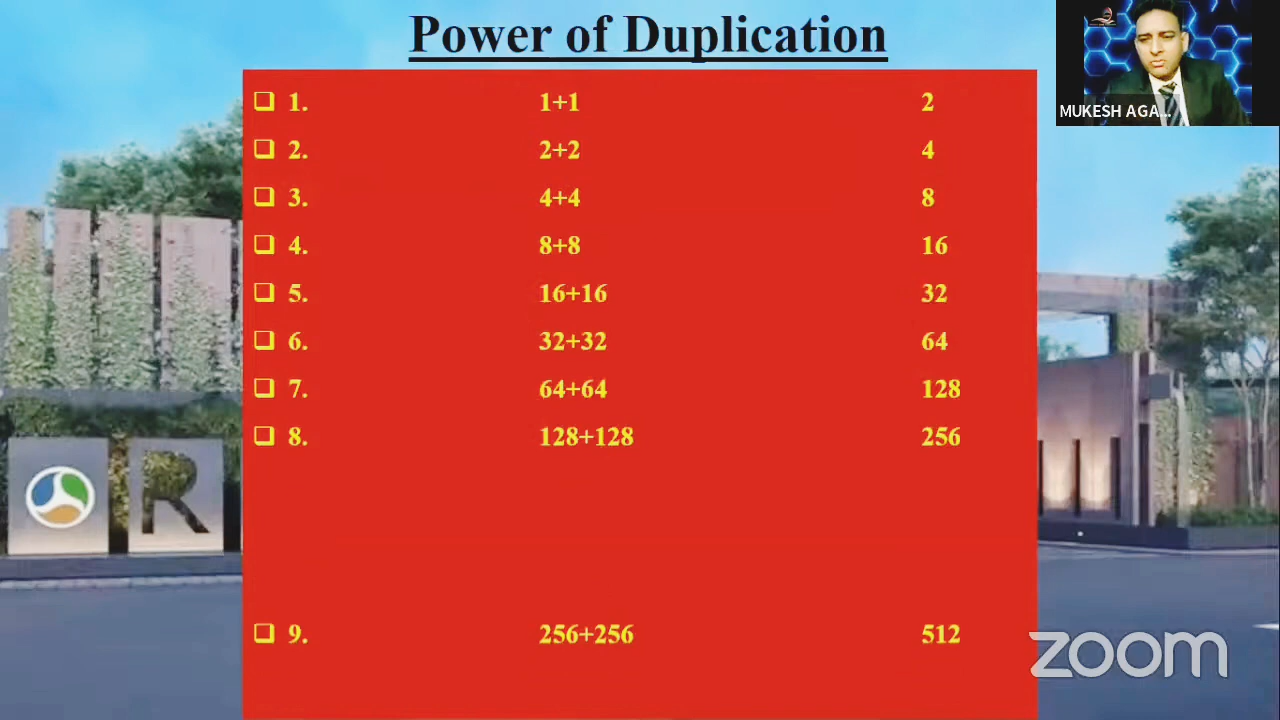 Power of Duplication
MUKESH AGA...
❑ 1. 1+1 2
❑ 2. 2+2 4
❑ 3. 4+4 8
❑ 4. 8+8 16
❑ 5. 16+16 32
❑ 6. 32+32 64
❑ 7. 64+64 128
❑ 8. 128+128 256
R
❑ 9. 256+256 512
zoom